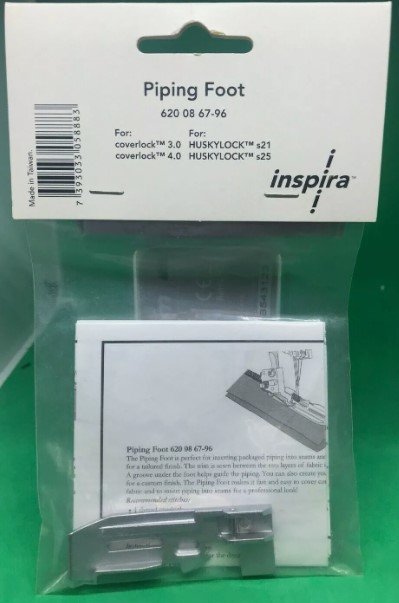 Piping Foot
620 08 67-96
For: For:
coverlock™ 3.0 HUSKYLOCK™ s21
coverlock™ 4.0 HUSKYLOCK™ s25
inspira™
Made in Taiwan.
7 393033 058883
Piping Foot 620 08 67-96
The Piping Foot is perfect for inserting packaged piping into seams and
for a tailored finish. The trim is sewn between the two layers of fabric
A groove under the foot helps guide the piping. You can also create
for a custom finish. The Piping Foot makes it fast and easy to cover
fabric and to insert piping into seams for a professional look!
Recommended stitches: